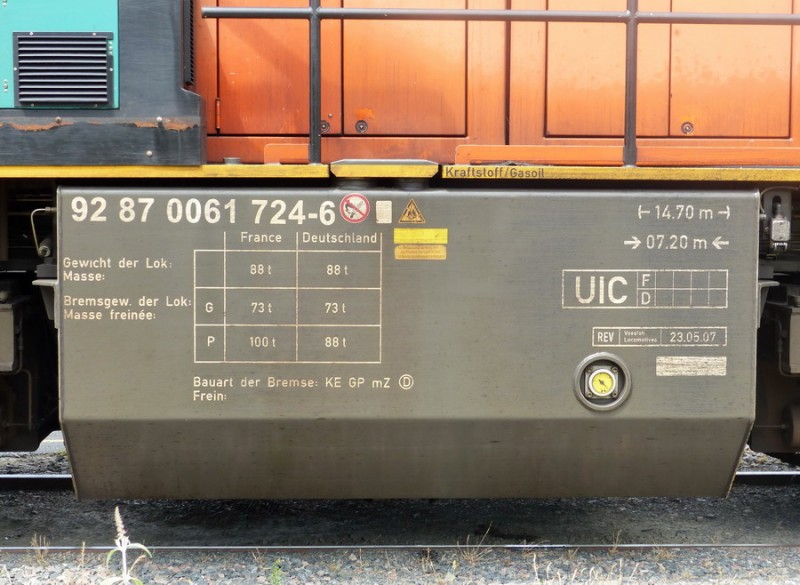 Kraftstoff/Gasoil
92 87 0061 724-6
14.70 m
07.20 m
France Deutschland
Gewicht der Lok: 88 t 88 t
Masse:
Bremsgew. der Lok: G 73 t 73 t
Masse freinée:
P 100 t 88 t
Bauart der Bremse: KE GP mZ D
Frein:
UIC F
D
REV Vossloh Locomotives 23.05.07